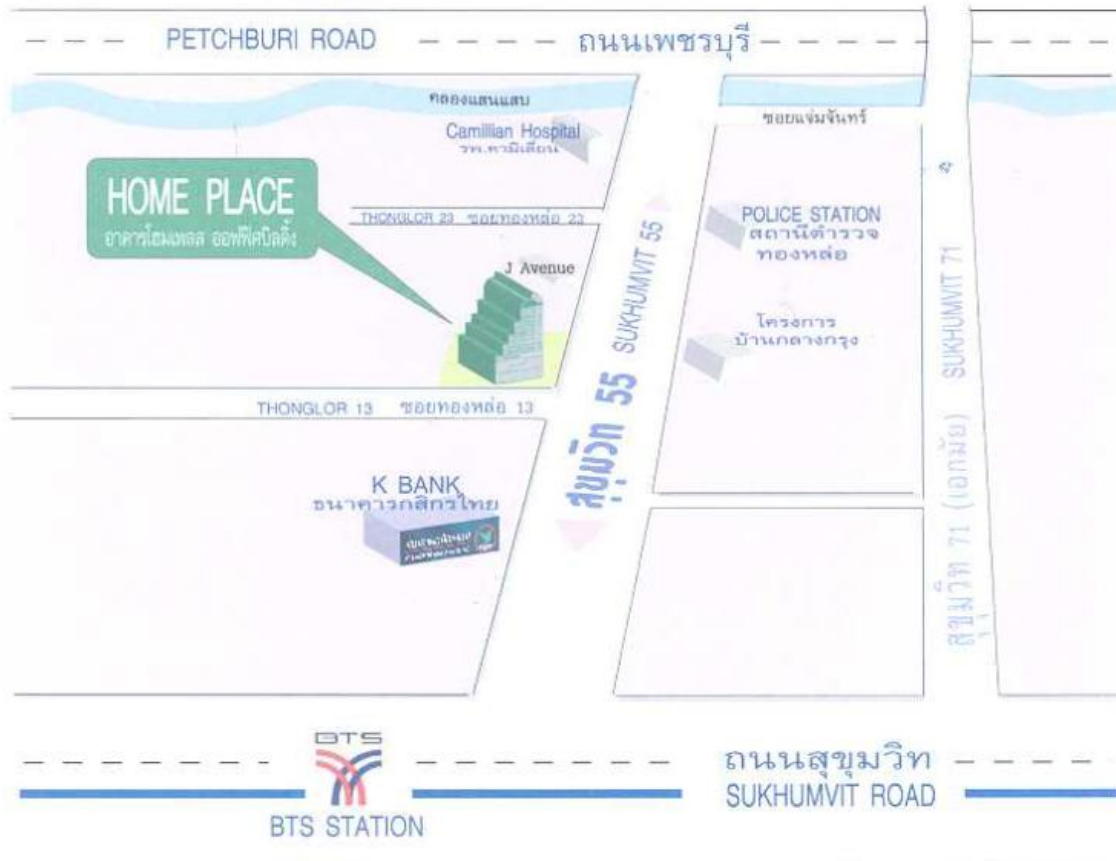 PETCHBURI ROAD
ถนนเพชรบุรี
คลองแสนแสบ
ซอยแจ่มจันทร์
Camillian Hospital
รพ.คามิเลียน
HOME PLACE
อาคารโฮมเพลส ออฟฟิศบิลดิ้ง
THONGLOR 23 ซอยทองหล่อ 23
POLICE STATION
สถานีตำรวจ
ทองหล่อ
J Avenue
SUKHUMVIT 55
สุขุมวิท 55
โครงการ
บ้านกลางกรุง
SUKHUMVIT 71
สุขุมวิท 71 (เอกมัย)
THONGLOR 13 ซอยทองหล่อ 13
K BANK
ธนาคารกสิกรไทย
BTS
BTS STATION
ถนนสุขุมวิท
SUKHUMVIT ROAD